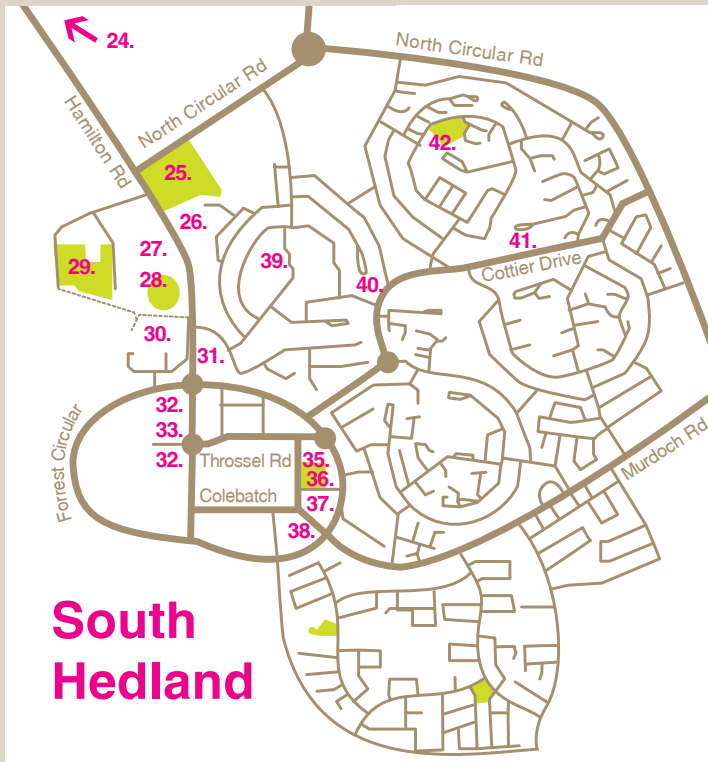 24.
North Circular Rd
North Circular Rd
Hamilton Rd
25.
42.
26.
27.
41.
29.
28.
39.
40.
Cottier Drive
30.
31.
32.
33.
32.
Forrest Circular
Throssel Rd
35.
36.
Colebatch
37.
38.
Murdoch Rd
South
Hedland